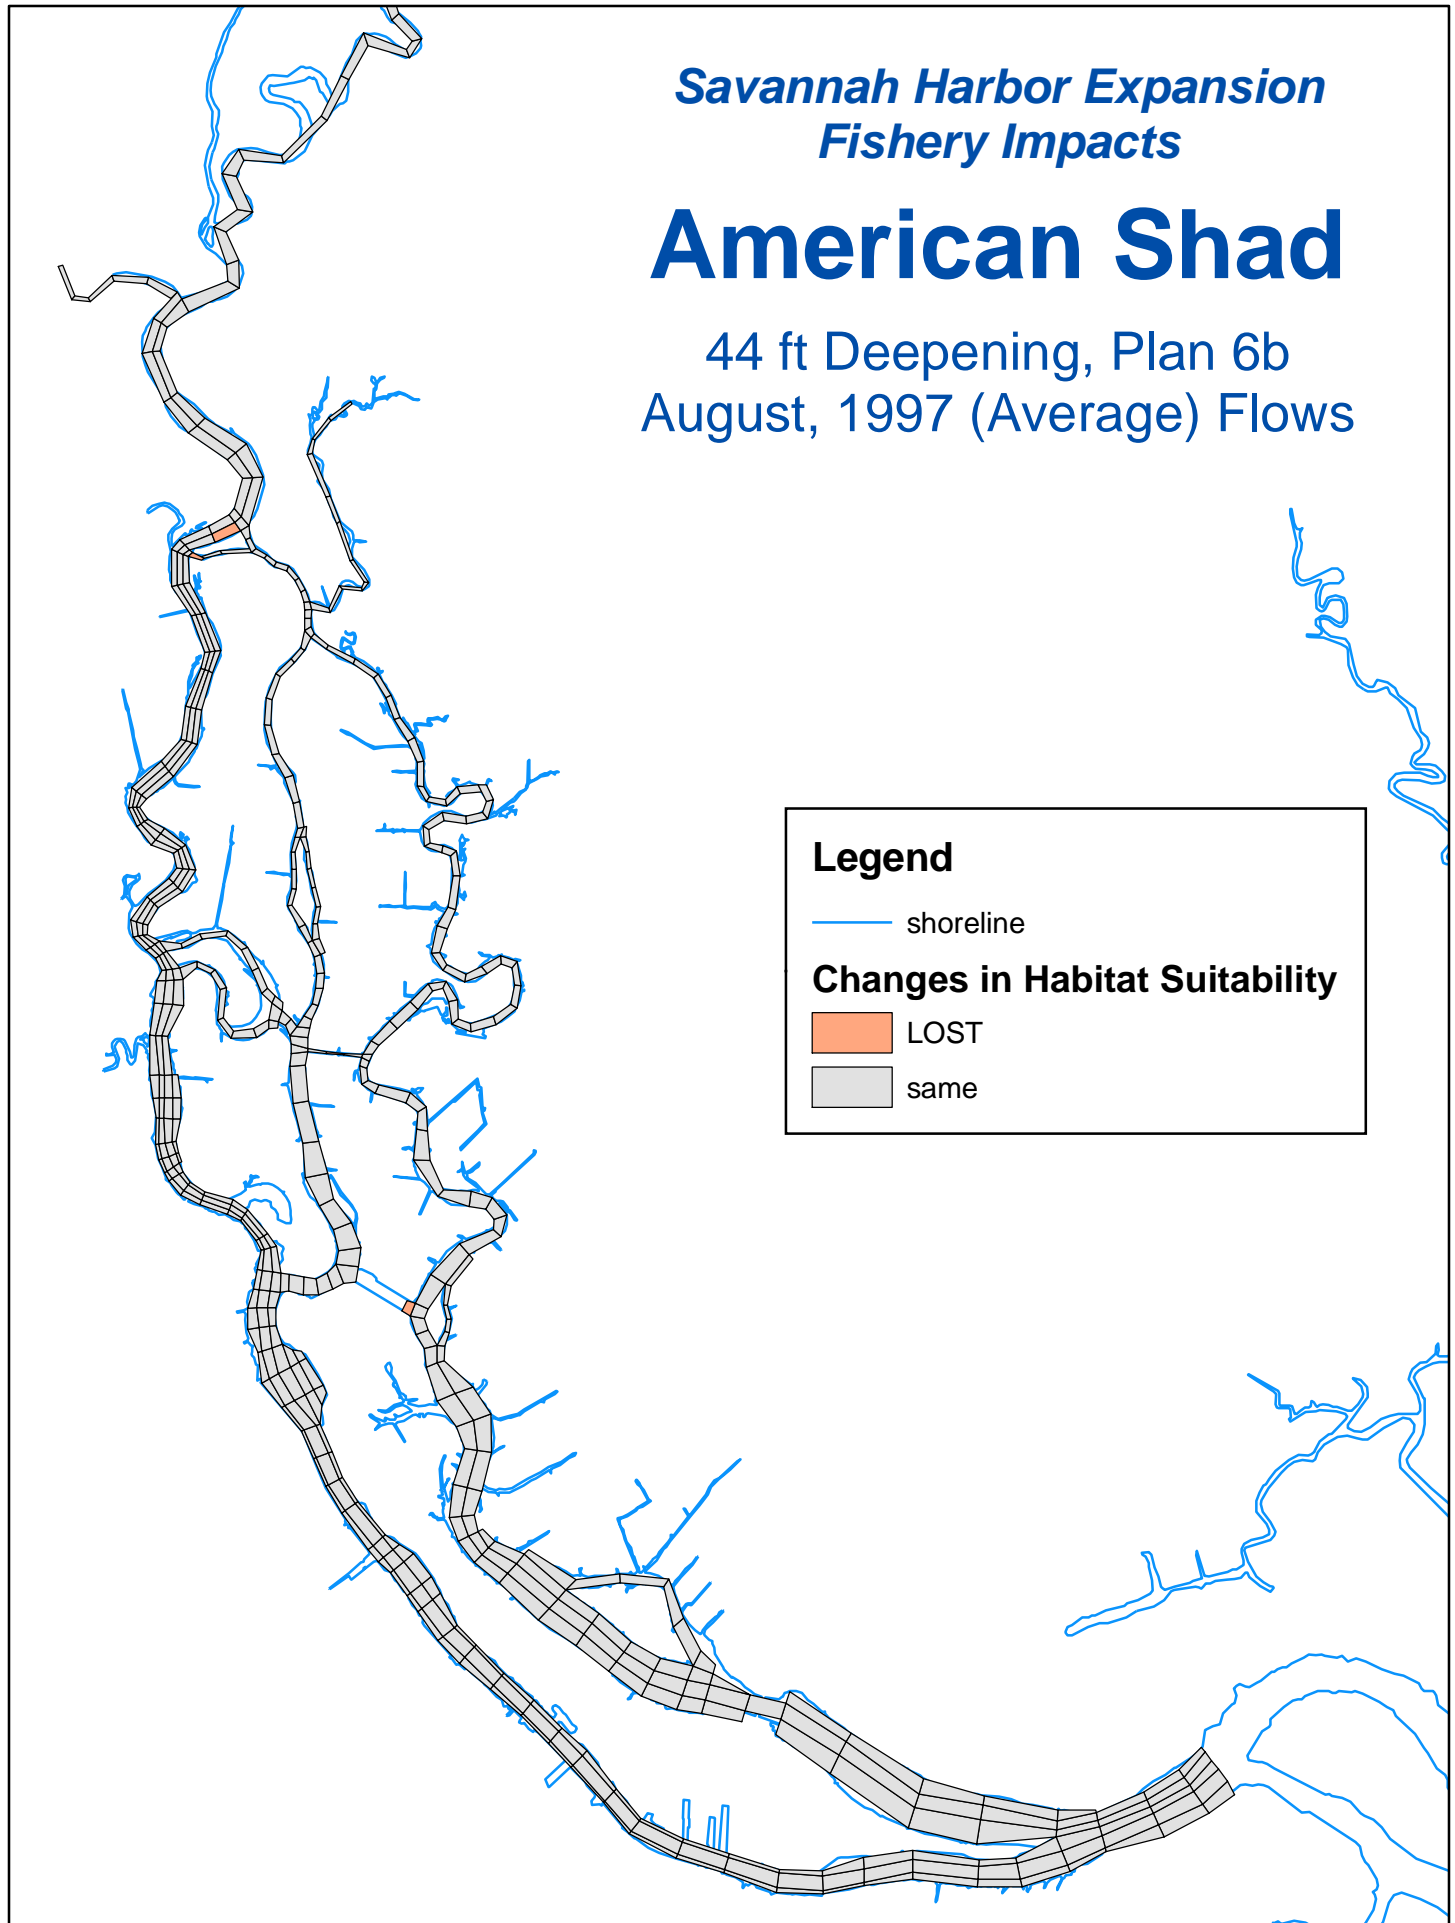 Savannah Harbor Expansion
Fishery Impacts
American Shad
44 ft Deepening, Plan 6b
August, 1997 (Average) Flows
Legend
shoreline
Changes in Habitat Suitability
LOST
same